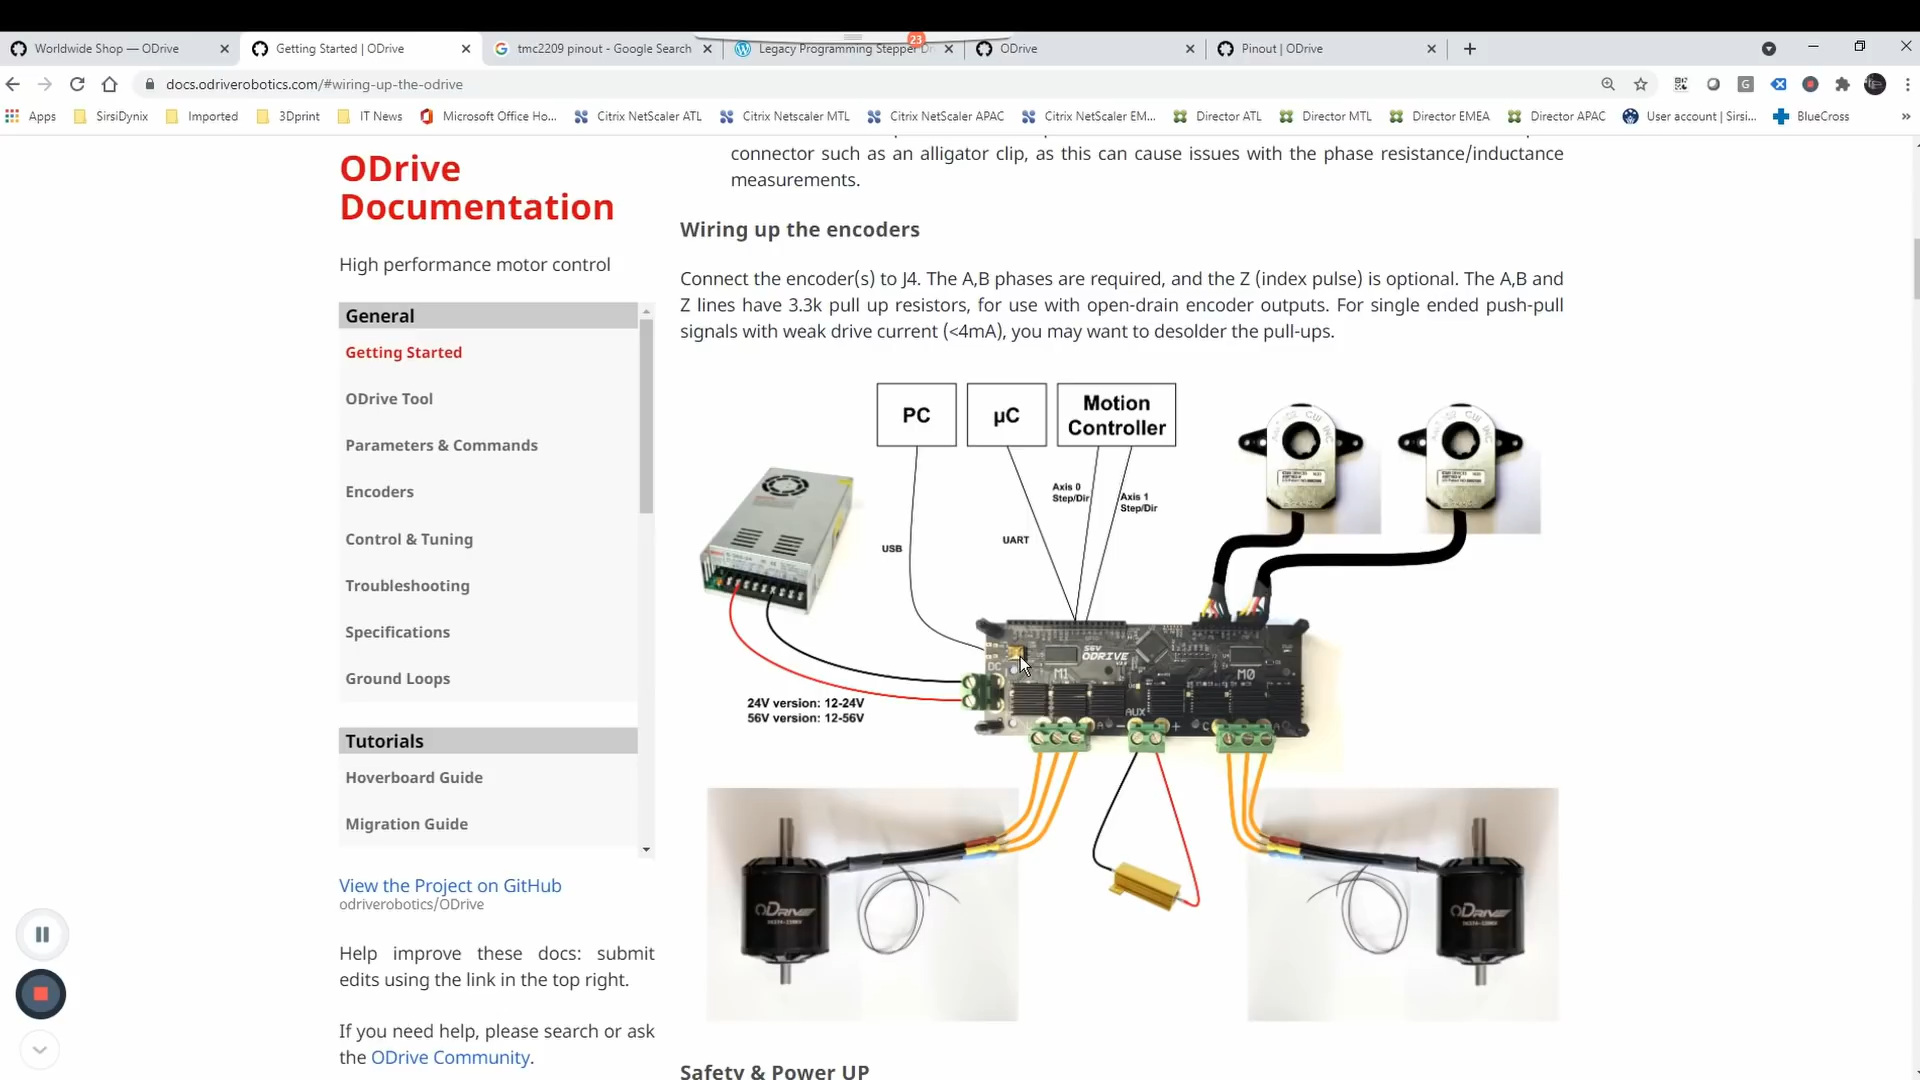 Worldwide Shop — ODrive
Getting Started | ODrive
tmc2209 pinout - Google Search
Legacy Programming Stepper Dr
23
ODrive
Pinout | ODrive
docs.odriverobotics.com/#wiring-up-the-odrive
Apps
SirsiDynix
Imported
3Dprint
IT News
Microsoft Office Ho...
Citrix NetScaler ATL
Citrix Netscaler MTL
Citrix NetScaler APAC
Citrix NetScaler EM...
Director ATL
Director MTL
Director EMEA
Director APAC
User account | Sirsi...
BlueCross
»
ODrive
Documentation
High performance motor control
General
Getting Started
ODrive Tool
Parameters & Commands
Encoders
Control & Tuning
Troubleshooting
Specifications
Ground Loops
Tutorials
Hoverboard Guide
Migration Guide
View the Project on GitHub
odriverobotics/ODrive
Help improve these docs: submit
edits using the link in the top right.
If you need help, please search or ask
the ODrive Community.
connector such as an alligator clip, as this can cause issues with the phase resistance/inductance
measurements.
Wiring up the encoders
Connect the encoder(s) to J4. The A,B phases are required, and the Z (index pulse) is optional. The A,B and
Z lines have 3.3k pull up resistors, for use with open-drain encoder outputs. For single ended push-pull
signals with weak drive current (<4mA), you may want to desolder the pull-ups.
PC
µC
Motion
Controller
Axis 0
Step/Dir
Axis 1
Step/Dir
USB
UART
56V
ODRIVE
DC
M1
M0
AUX
A
-
+
C
A
24V version: 12-24V
56V version: 12-56V
ODRIVE
ODRIVE
Safety & Power UP